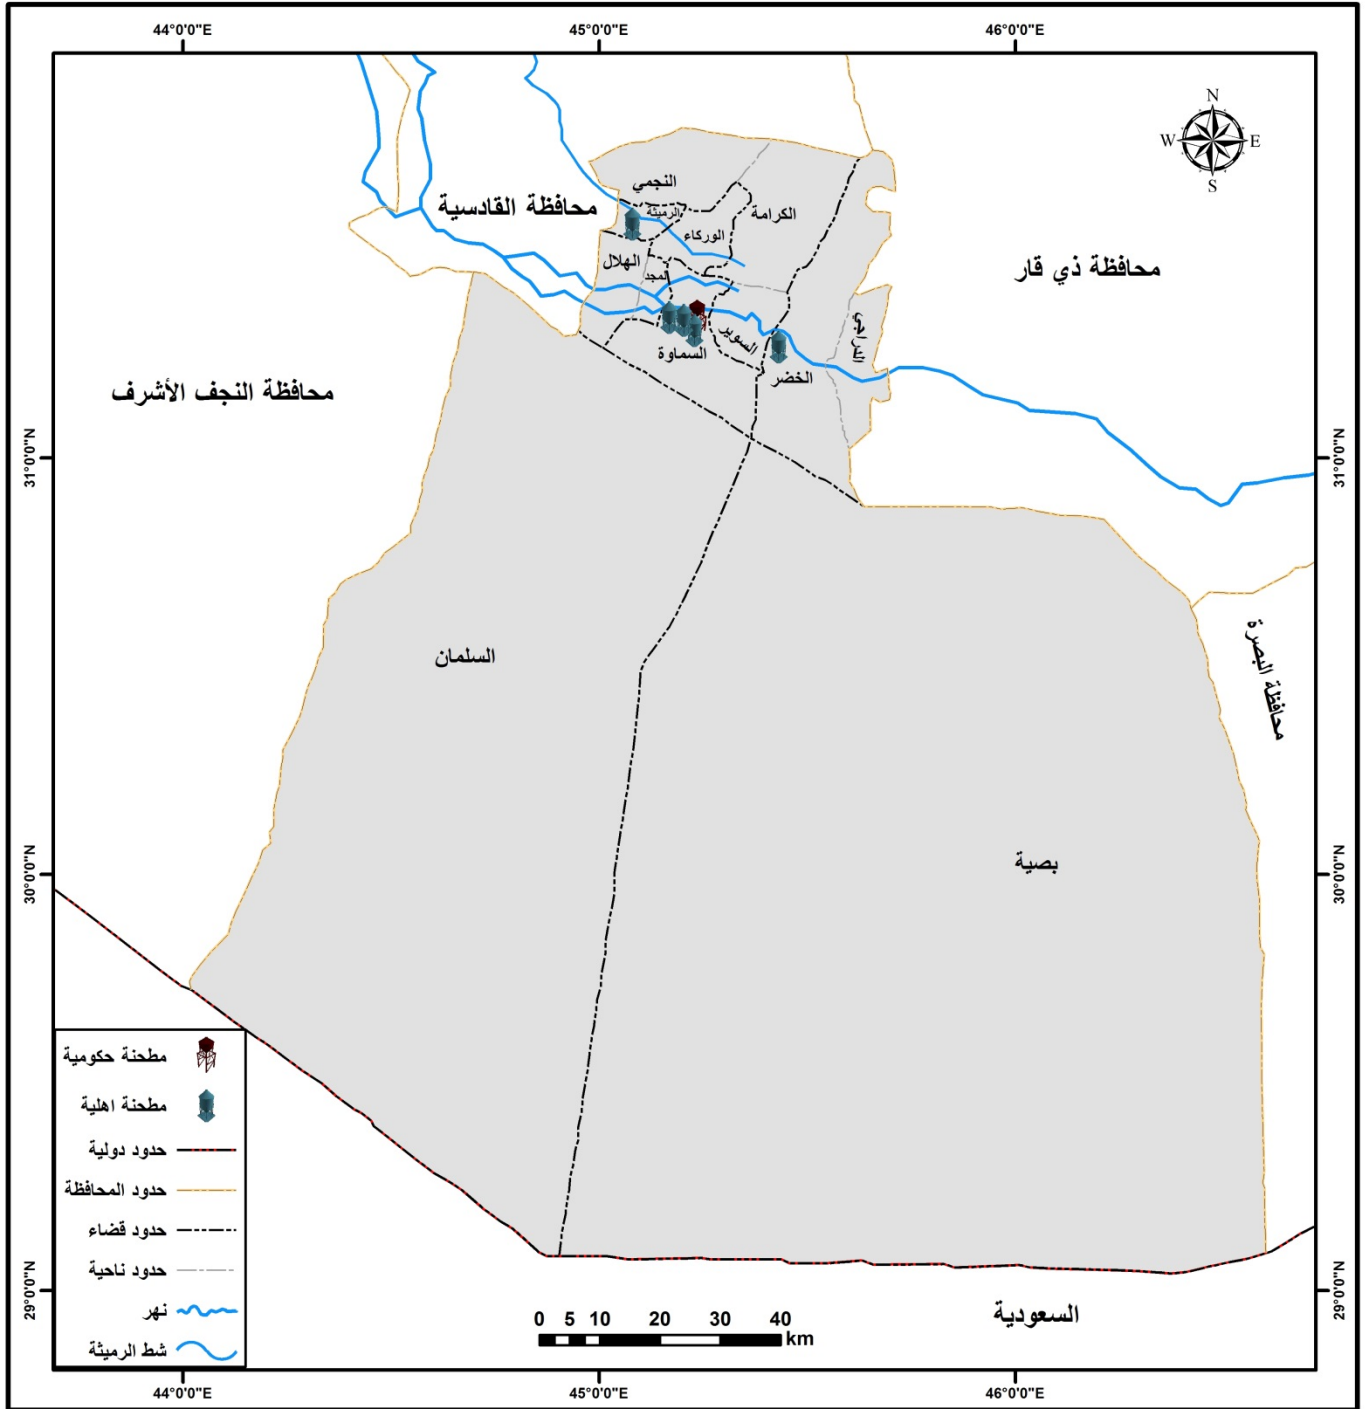 44°0'0"E
45°0'0"E
46°0'0"E
N
W
E
S
النجمي
الرميثة
الكرامة
محافظة القادسية
الوركاء
الهلال
المجد
محافظة ذي قار
السوير
الدراجي
السماوة
الخضر
محافظة النجف الأشرف
31°0'0"N
31°0'0"N
السلمان
محافظة البصرة
بصية
30°0'0"N
30°0'0"N
مطحنة حكومية
مطحنة اهلية
حدود دولية
حدود المحافظة
حدود قضاء
حدود ناحية
نهر
شط الرميثة
29°0'0"N
29°0'0"N
السعودية
0 5 10 20 30 40
km
44°0'0"E
45°0'0"E
46°0'0"E